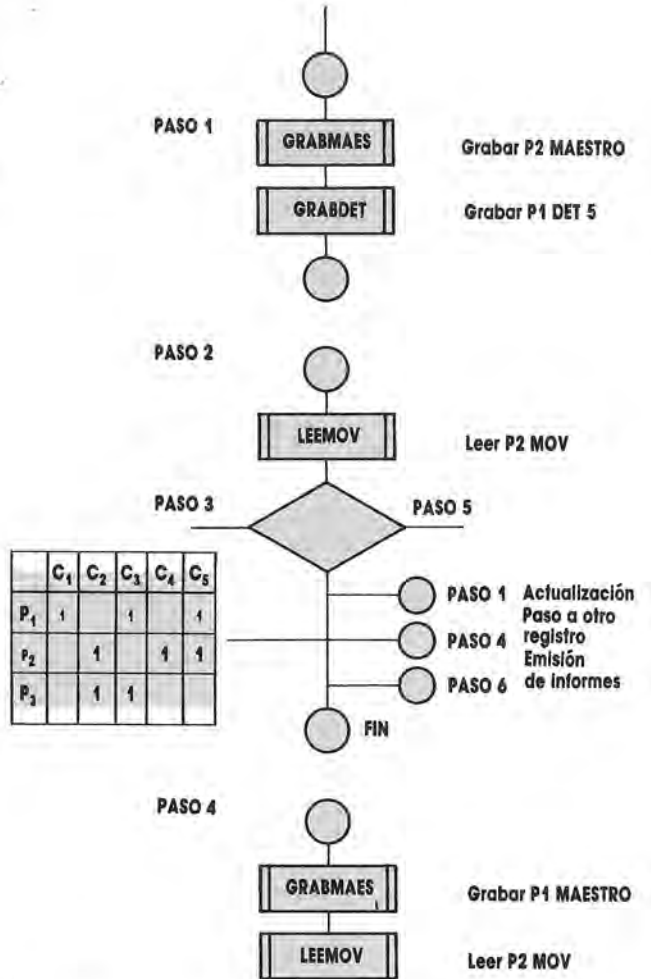 PASO 1
GRABMAES Grabar P2 MAESTRO
GRABDET Grabar P1 DET 5
PASO 2
LEEMOV Leer P2 MOV
PASO 3 PASO 5
C1 C2 C3 C4 C5
P1 1 1 1
P2 1 1 1
P3 1 1
PASO 1 Actualización
Paso a otro
PASO 4 registro
Emisión
PASO 6 de informes
FIN
PASO 4
GRABMAES Grabar P1 MAESTRO
LEEMOV Leer P2 MOV